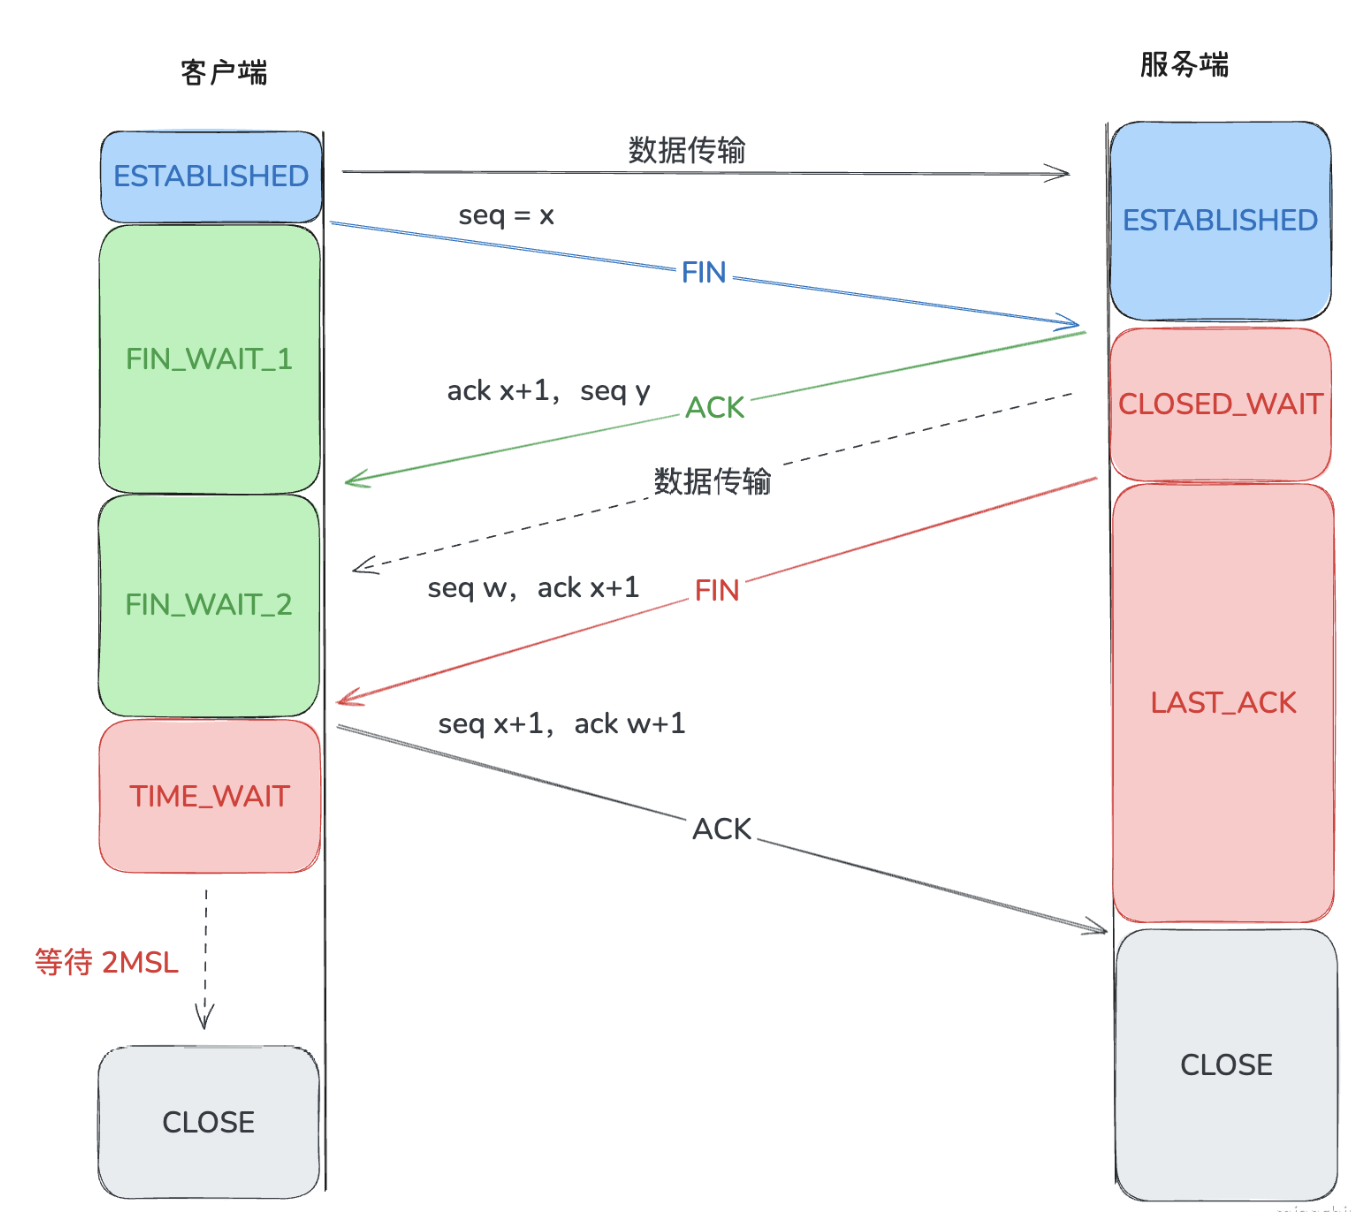 客户端
服务端
ESTABLISHED
数据传输
ESTABLISHED
seq = x
FIN
FIN_WAIT_1
ack x+1，seq y
ACK
CLOSED_WAIT
数据传输
FIN_WAIT_2
seq w，ack x+1
FIN
LAST_ACK
seq x+1，ack w+1
TIME_WAIT
ACK
等待 2MSL
CLOSE
CLOSE